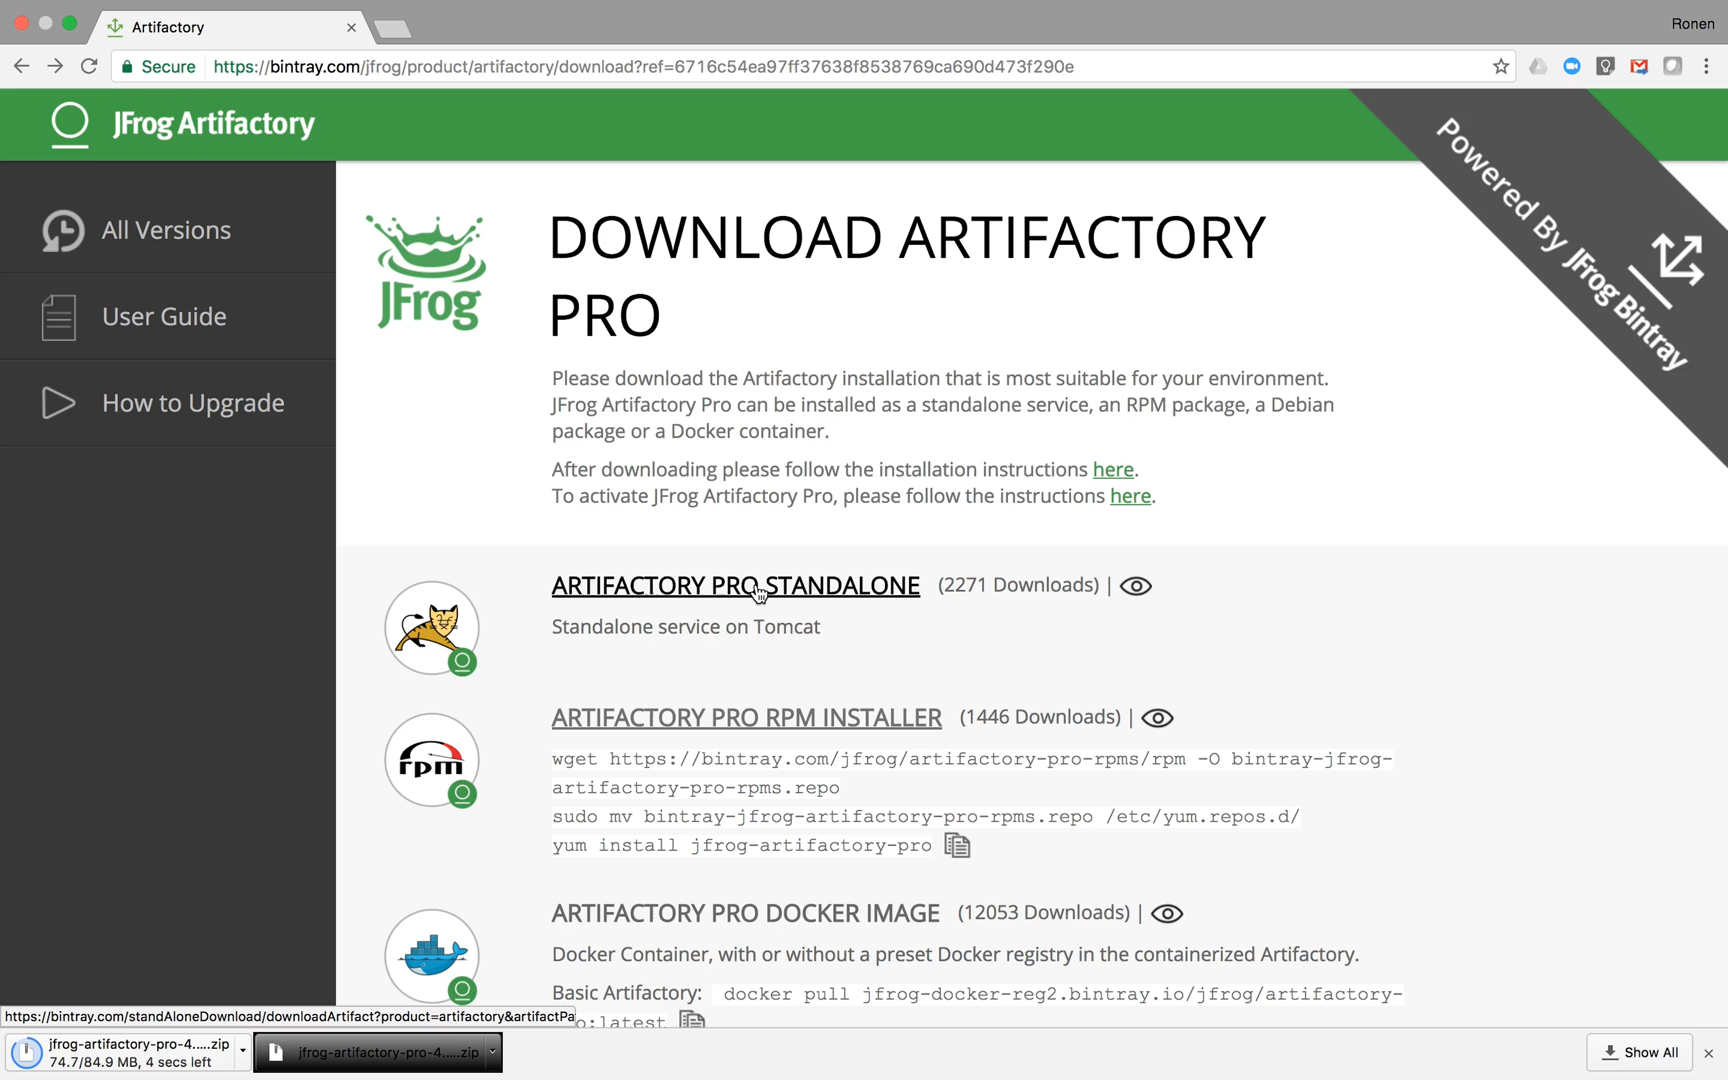 Artifactory
Ronen
Secure https://bintray.com/jfrog/product/artifactory/download?ref=6716c54ea97ff37638f8538769ca690d473f290e
JFrog Artifactory
Powered By JFrog Bintray
All Versions
User Guide
How to Upgrade
JFrog
DOWNLOAD ARTIFACTORY
PRO
Please download the Artifactory installation that is most suitable for your environment.
JFrog Artifactory Pro can be installed as a standalone service, an RPM package, a Debian
package or a Docker container.
After downloading please follow the installation instructions here.
To activate JFrog Artifactory Pro, please follow the instructions here.
ARTIFACTORY PRO STANDALONE (2271 Downloads) |
Standalone service on Tomcat
rpm
ARTIFACTORY PRO RPM INSTALLER (1446 Downloads) |
wget https://bintray.com/jfrog/artifactory-pro-rpms/rpm -O bintray-jfrog-
artifactory-pro-rpms.repo
sudo mv bintray-jfrog-artifactory-pro-rpms.repo /etc/yum.repos.d/
yum install jfrog-artifactory-pro
ARTIFACTORY PRO DOCKER IMAGE (12053 Downloads) |
Docker Container, with or without a preset Docker registry in the containerized Artifactory.
Basic Artifactory: docker pull jfrog-docker-reg2.bintray.io/jfrog/artifactory-
o:latest
https://bintray.com/standAloneDownload/downloadArtifact?product=artifactory&artifactPa
jfrog-artifactory-pro-4.....zip
74.7/84.9 MB, 4 secs left
jfrog-artifactory-pro-4.....zip
Show All